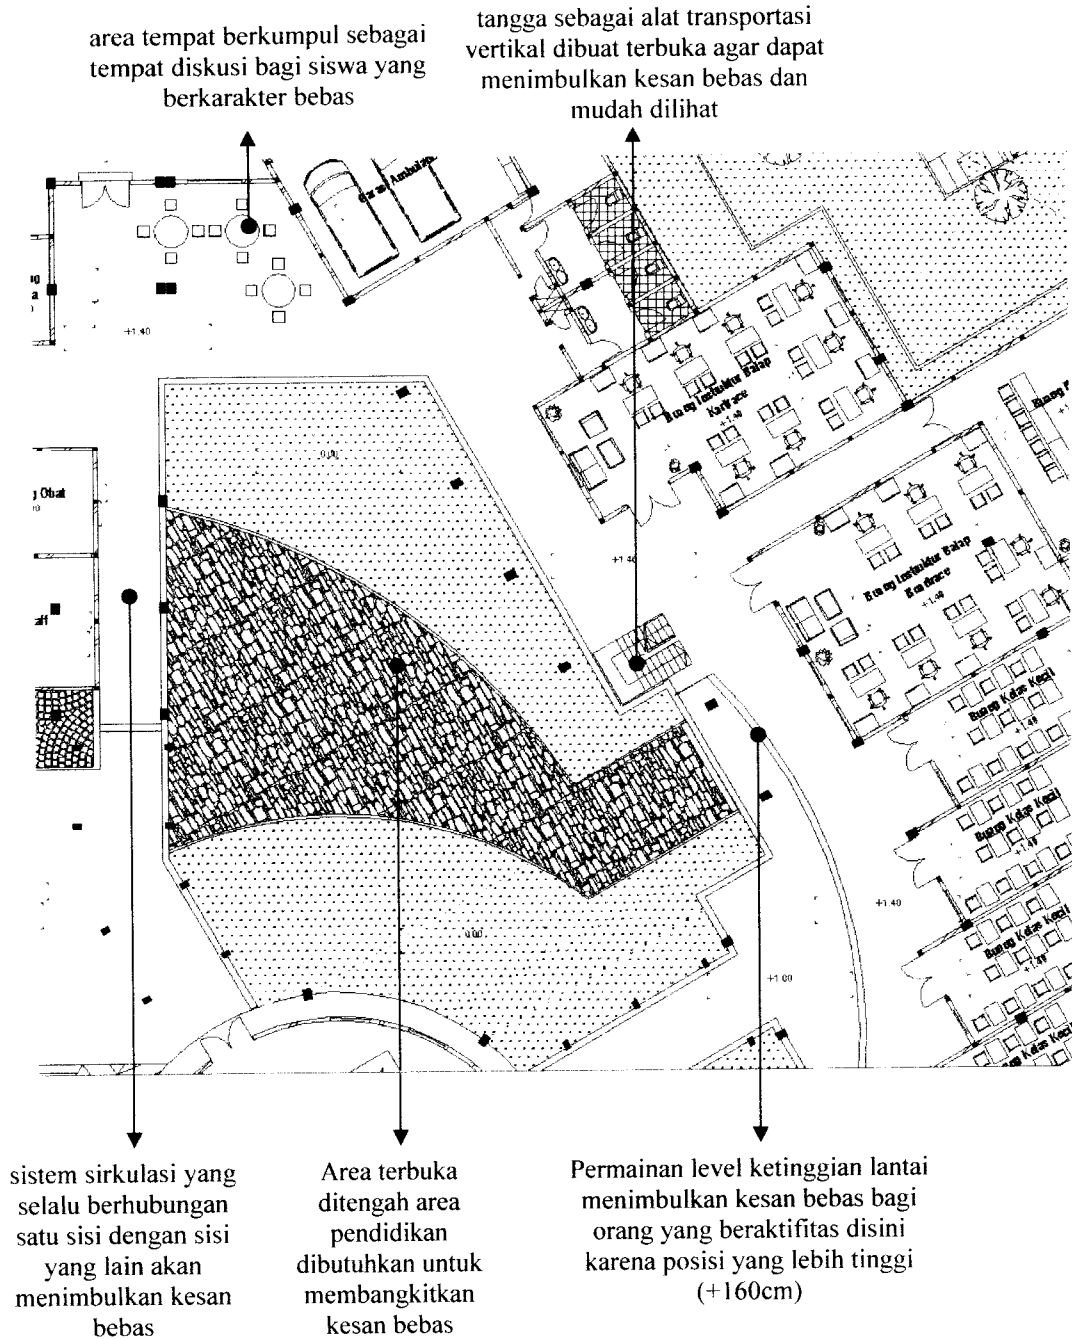 area tempat berkumpul sebagai
tempat diskusi bagi siswa yang
berkarakter bebas
tangga sebagai alat transportasi
vertikal dibuat terbuka agar dapat
menimbulkan kesan bebas dan
mudah dilihat
+1.40
0.00
Obat
aff
Ruang Instruktur Balap
+1.40
Ruang Instruktur Balap
+1.40
Ruang Kelas Kecil
Ruang Kelas Kecil
Ruang Kelas Kecil
Ruang Kelas Kecil
0.00
+1.40
+1.00
sistem sirkulasi yang
selalu berhubungan
satu sisi dengan sisi
yang lain akan
menimbulkan kesan
bebas
Area terbuka
ditengah area
pendidikan
dibutuhkan untuk
membangkitkan
kesan bebas
Permainan level ketinggian lantai
menimbulkan kesan bebas bagi
orang yang beraktifitas disini
karena posisi yang lebih tinggi
(+160cm)